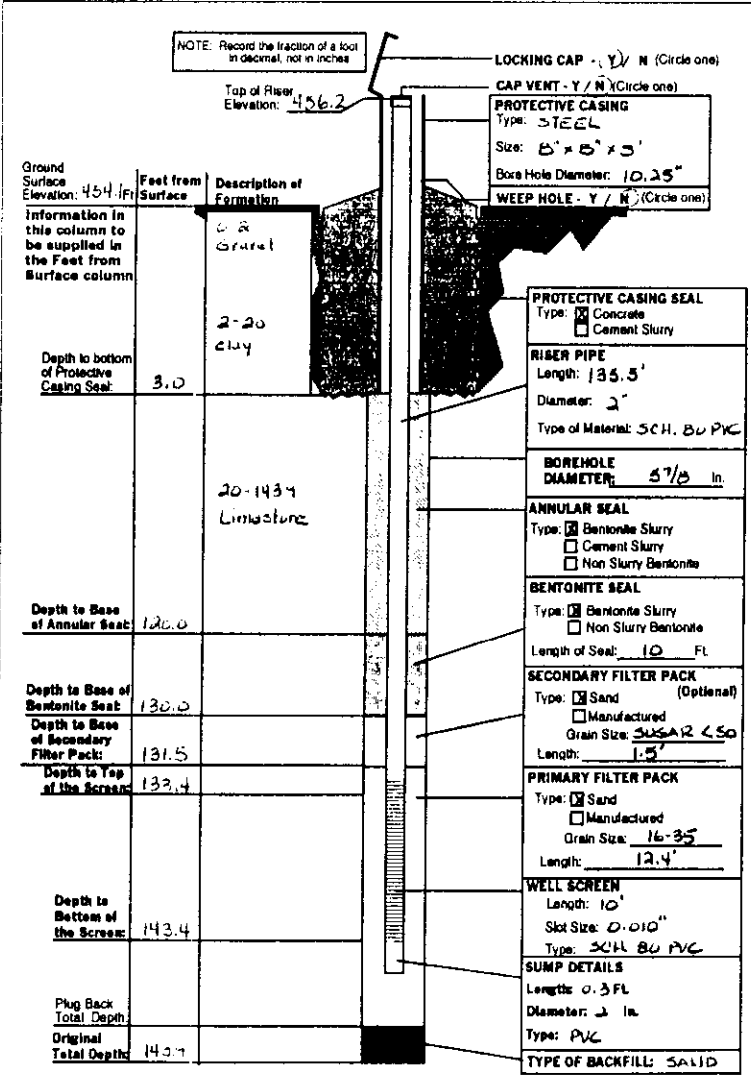 NOTE: Record the fraction of a foot
in decimal, not in inches
LOCKING CAP - Y / N (Circle one)
Top of Riser
Elevation: 456.2
CAP VENT - Y / N (Circle one)
PROTECTIVE CASING
Type: STEEL
Size: 8" x 8" x 5'
Bore Hole Diameter: 10.25"
WEEP HOLE - Y / N (Circle one)
Ground
Surface
Elevation: 454.1 Ft
Feet from
Surface
Description of
Formation
Information in
this column to
be supplied in
the Feet from
Surface column
0-2
Gravel
2-20
clay
Depth to bottom
of Protective
Casing Seal: 3.0
20-143.7
Limestone
Depth to Base
of Annular Seal: 120.0
Depth to Base of
Bentonite Seal: 130.0
Depth to Base
of Secondary
Filter Pack: 131.5
Depth to Top
of the Screen: 133.4
Depth to
Bottom of
the Screen: 143.4
Plug Back
Total Depth:
Original
Total Depth:
PROTECTIVE CASING SEAL
Type: ☒ Concrete
☐ Cement Slurry
RISER PIPE
Length: 135.5'
Diameter: 2"
Type of Material: SCH. 80 PVC
BOREHOLE
DIAMETER: 5 7/8 In.
ANNULAR SEAL
Type: ☒ Bentonite Slurry
☐ Cement Slurry
☐ Non Slurry Bentonite
BENTONITE SEAL
Type: ☒ Bentonite Slurry
☐ Non Slurry Bentonite
Length of Seal: 10 Ft.
SECONDARY FILTER PACK
Type: ☒ Sand (Optional)
☐ Manufactured
Grain Size: SUGAR <50
Length: 1.5'
PRIMARY FILTER PACK
Type: ☒ Sand
☐ Manufactured
Grain Size: 16-35
Length: 12.4'
WELL SCREEN
Length: 10'
Slot Size: 0.010"
Type: SCH 80 PVC
SUMP DETAILS
Length: 0.3 FL
Diameter: 2 In.
Type: PVC
TYPE OF BACKFILL: SAND